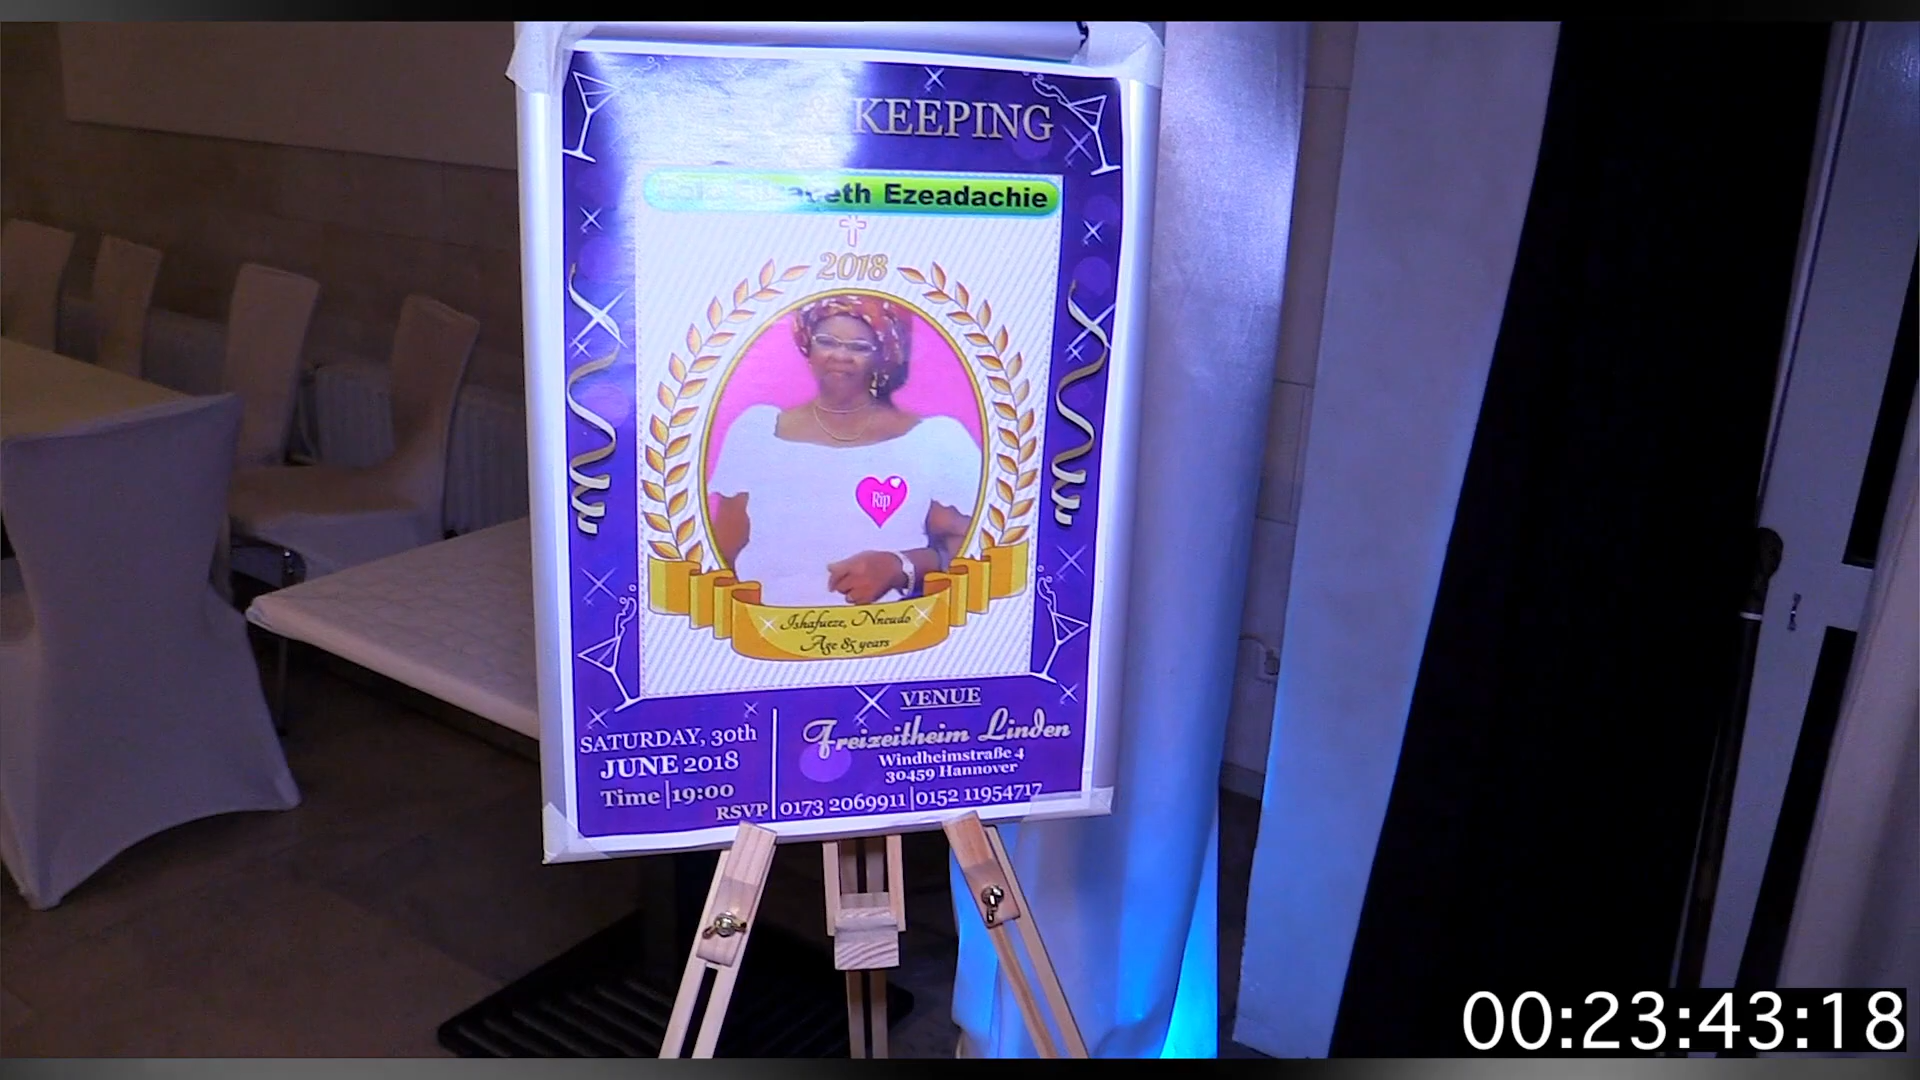 KEEPING
Elizabeth Ezeadachie
2018
Rip
Ishafueze, Nneudo
Age 85 years
SATURDAY, 30th
JUNE 2018
Time | 19:00
VENUE
Freizeitheim Linden
Windheimstraße 4
30459 Hannover
RSVP | 0173 2069911 | 0152 11954717
00:23:43:18